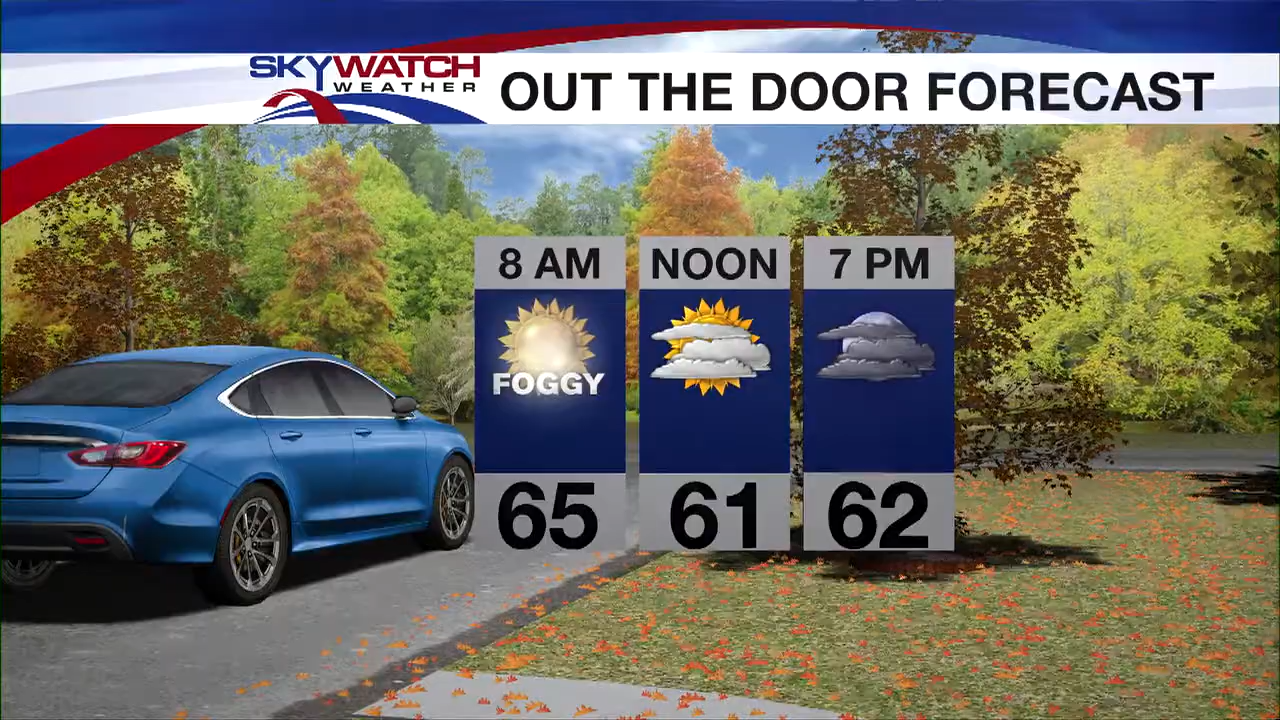 SKYWATCH
WEATHER
OUT THE DOOR FORECAST
8 AM
NOON
7 PM
FOGGY
65
61
62